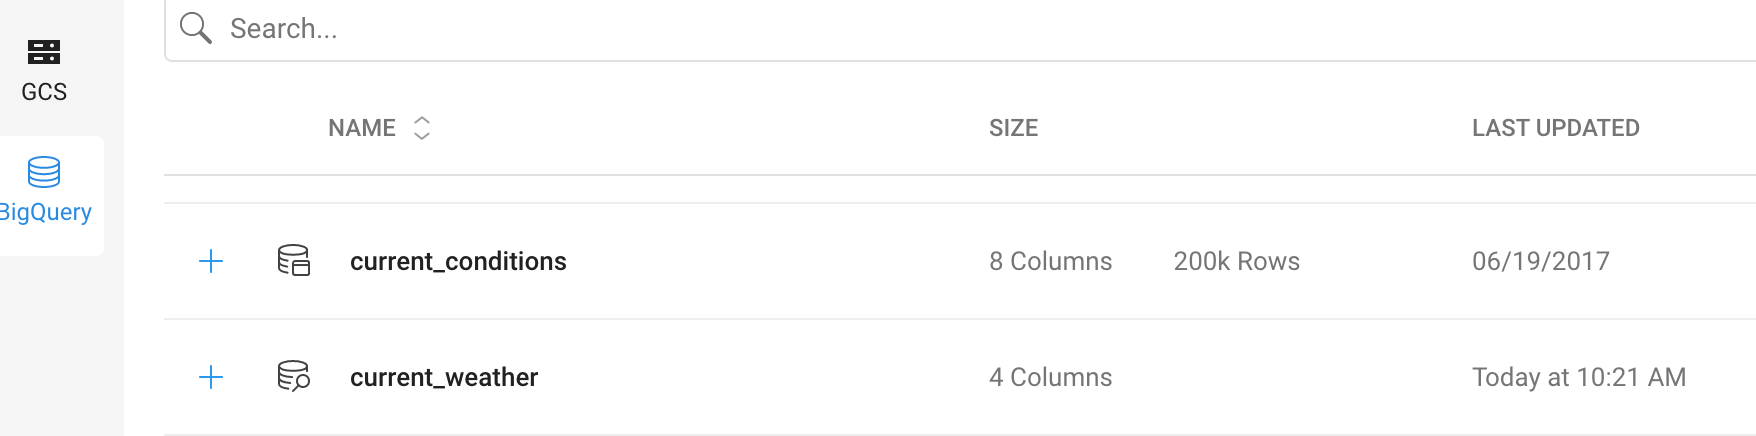 Search...
GCS
BigQuery
NAME SIZE LAST UPDATED
current_conditions 8 Columns 200k Rows 06/19/2017
current_weather 4 Columns Today at 10:21 AM